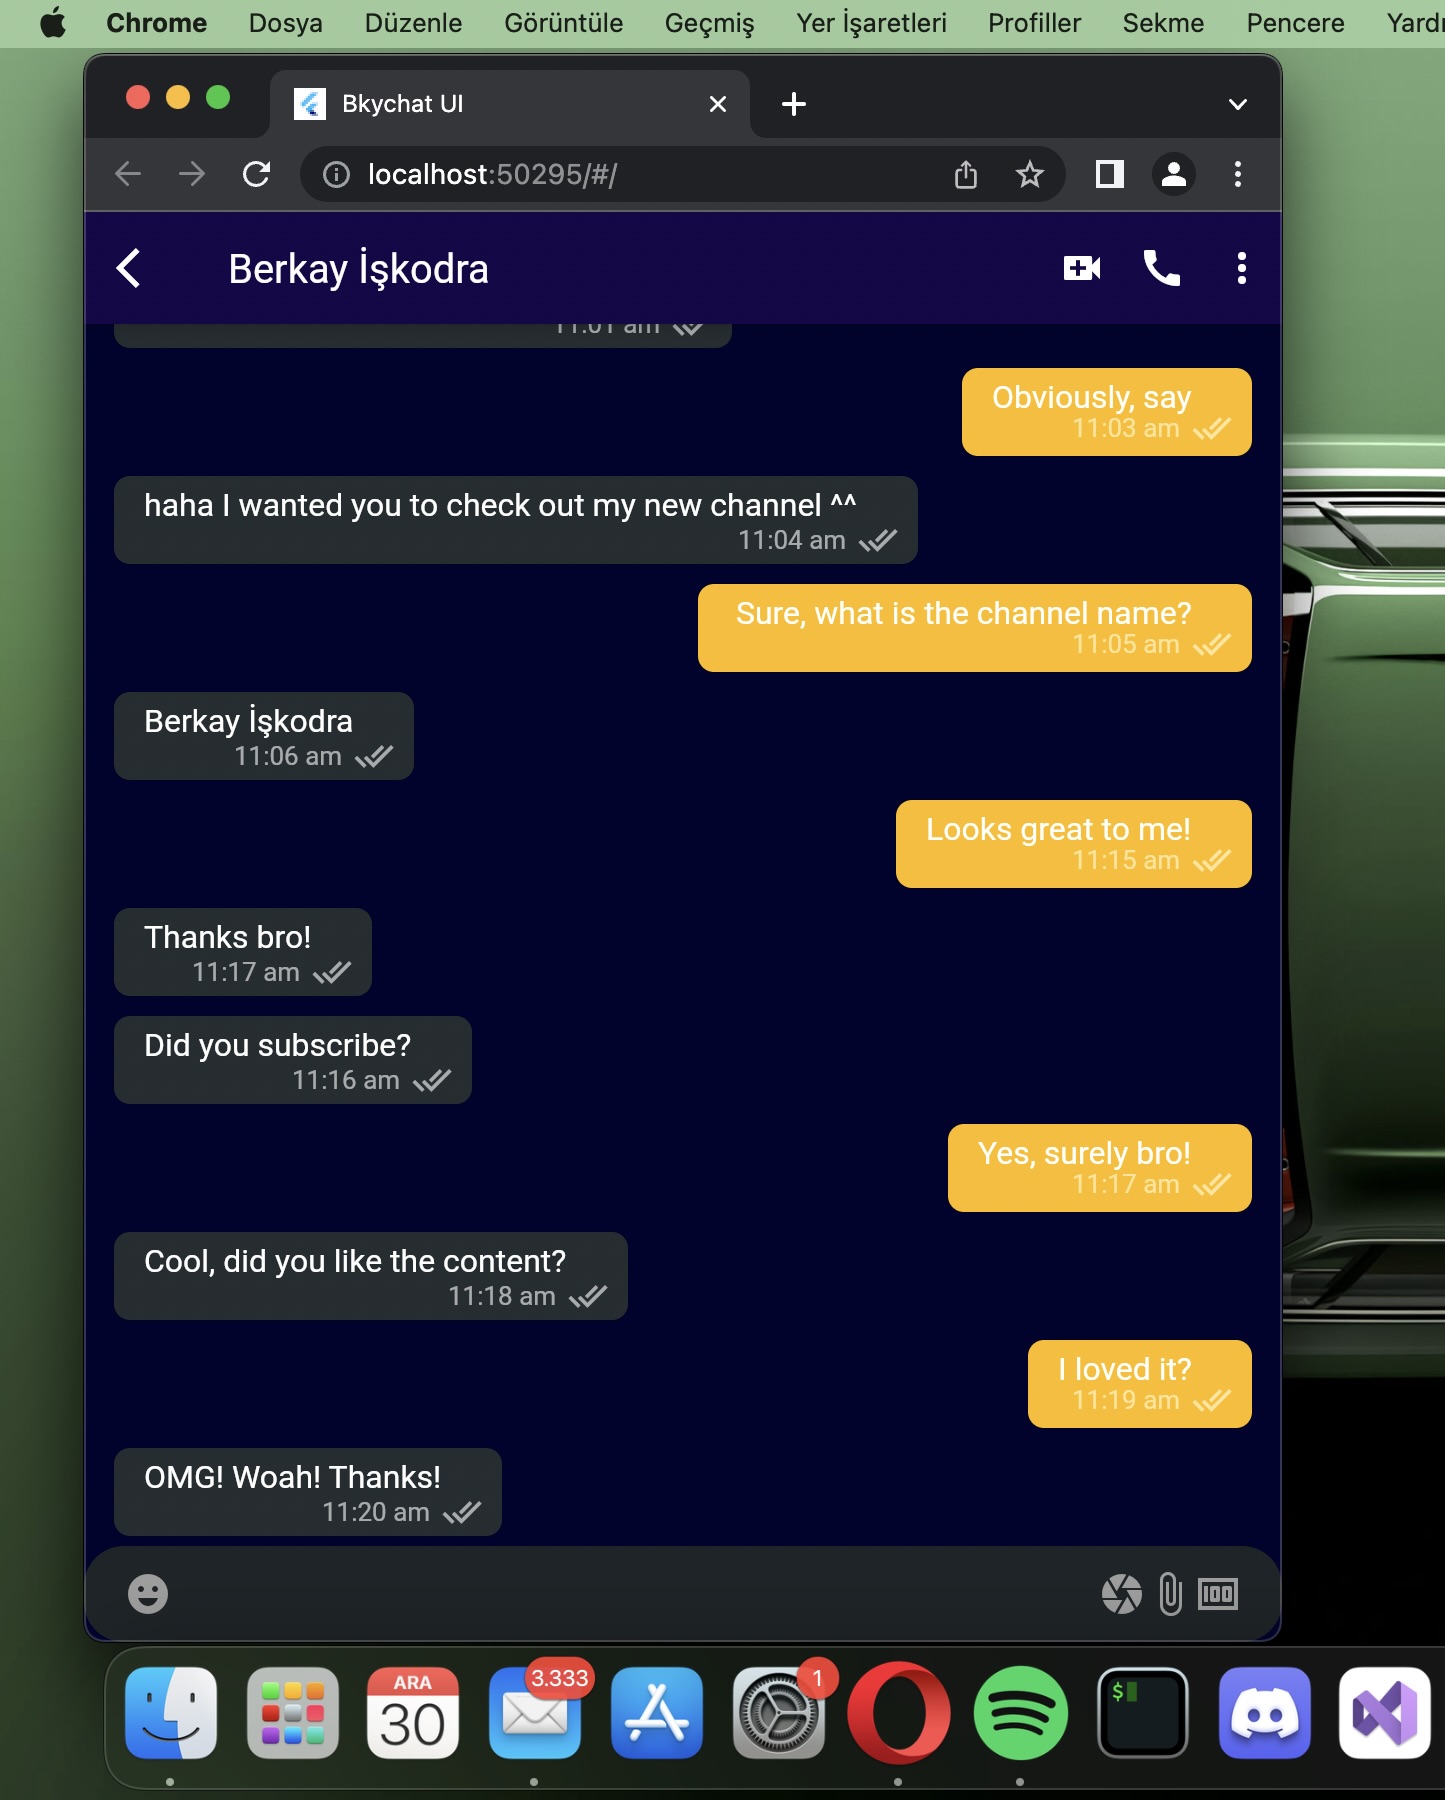 Chrome Dosya Düzenle Görüntüle Geçmiş Yer İşaretleri Profiller Sekme Pencere
Bkychat UI
localhost:50295/#/
Berkay İşkodra
11:01 am
Obviously, say
11:03 am
haha I wanted you to check out my new channel ^^
11:04 am
Sure, what is the channel name?
11:05 am
Berkay İşkodra
11:06 am
Looks great to me!
11:15 am
Thanks bro!
11:17 am
Did you subscribe?
11:16 am
Yes, surely bro!
11:17 am
Cool, did you like the content?
11:18 am
I loved it?
11:19 am
OMG! Woah! Thanks!
11:20 am
100
ARA
30
3.333
1
$